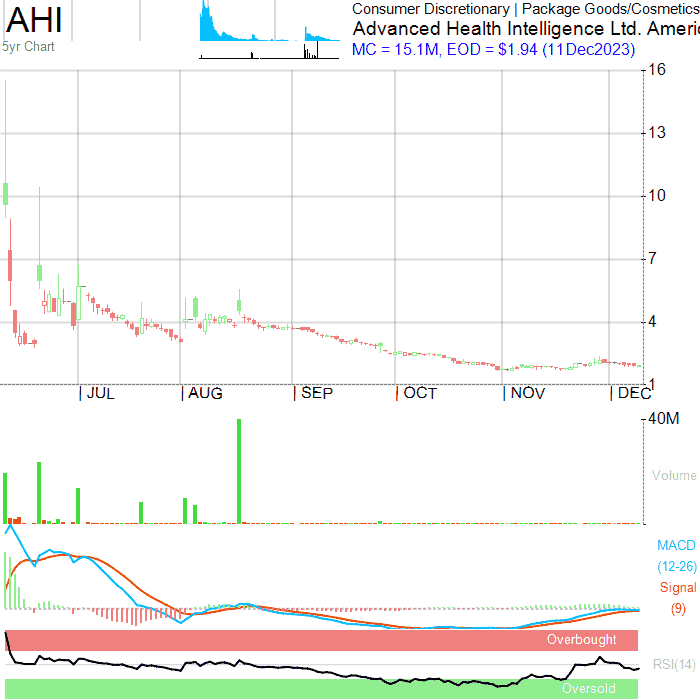 AHI
5yr Chart
Consumer Discretionary | Package Goods/Cosmetics
Advanced Health Intelligence Ltd. Americ
MC = 15.1M, EOD = $1.94 (11Dec2023)
16
13
10
7
4
1
JUL
AUG
SEP
OCT
NOV
DEC
40M
Volume
MACD
(12-26)
Signal
(9)
Overbought
RSI(14)
Oversold